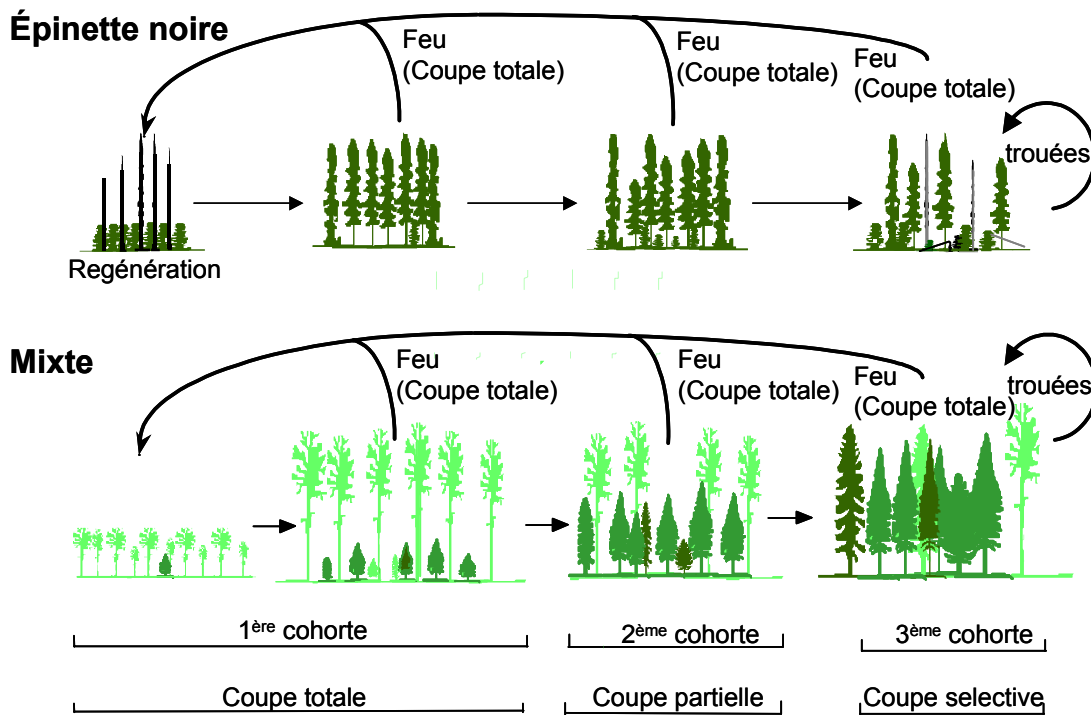 Épinette noire
Feu
(Coupe totale)
Feu
(Coupe totale)
Feu
(Coupe totale)
trouées
Regénération
Mixte
Feu
(Coupe totale)
Feu
(Coupe totale)
Feu
(Coupe totale)
trouées
1ère cohorte
2ème cohorte
3ème cohorte
Coupe totale
Coupe partielle
Coupe selective